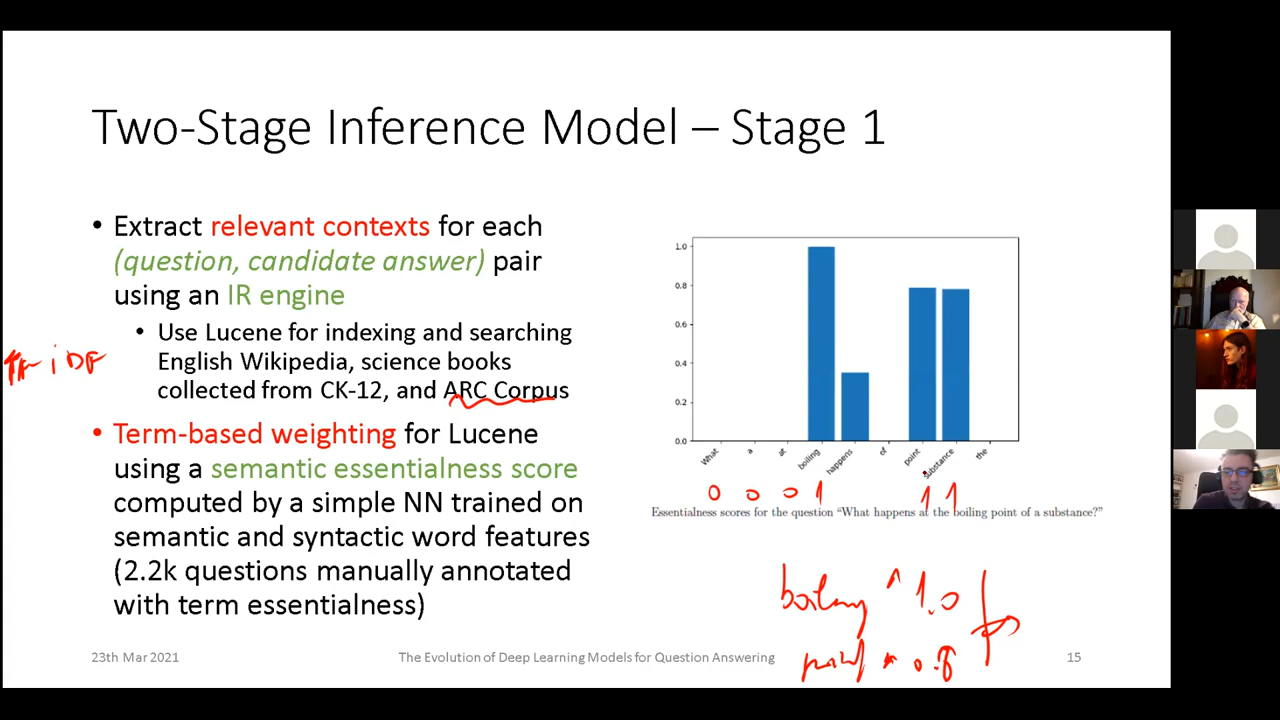 Two-Stage Inference Model – Stage 1
• Extract relevant contexts for each
(question, candidate answer) pair
using an IR engine
• Use Lucene for indexing and searching
English Wikipedia, science books
collected from CK-12, and ARC Corpus
• Term-based weighting for Lucene
using a semantic essentialness score
computed by a simple NN trained on
semantic and syntactic word features
(2.2k questions manually annotated
with term essentialness)
1.0
0.8
0.6
0.4
0.2
0.0
What a at boiling happens of point substance the
0 0 0 1 1 1
Essentialness scores for the question “What happens at the boiling point of a substance?”
boiling ^ 1.0
point ^ 0.8
23th Mar 2021
The Evolution of Deep Learning Models for Question Answering
15